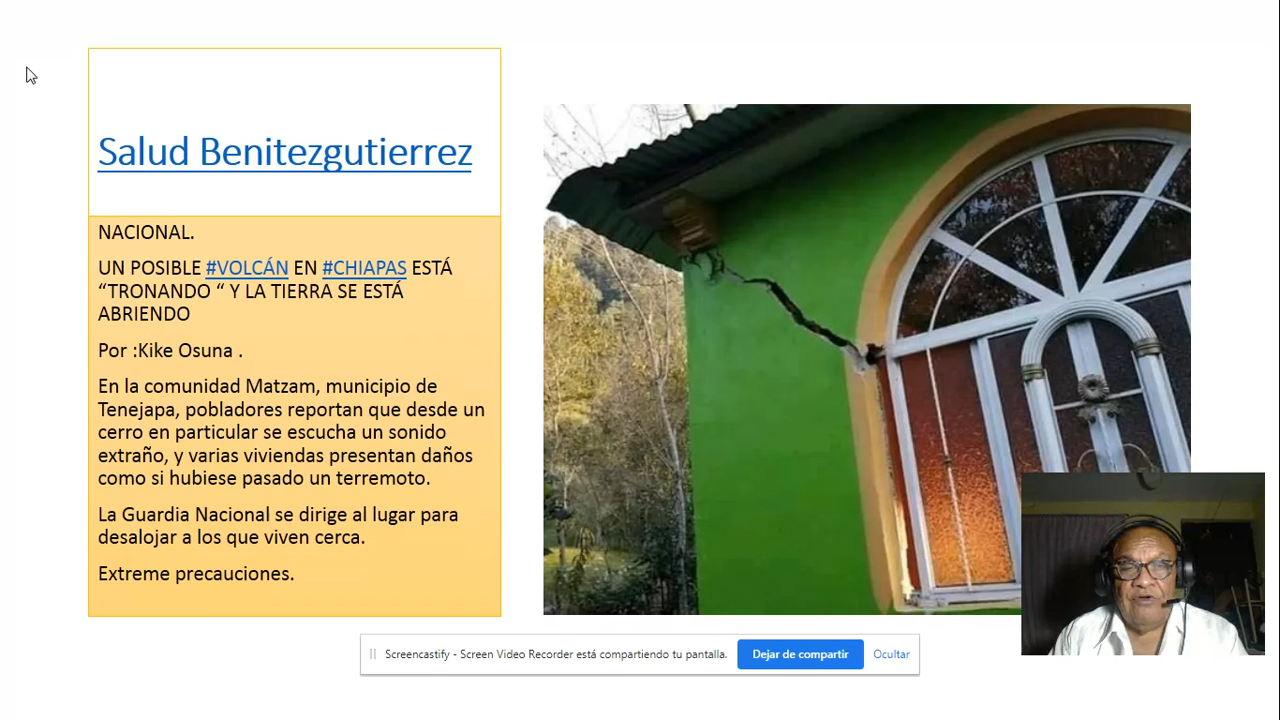 Salud Benitezgutierrez
NACIONAL.
UN POSIBLE #VOLCÁN EN #CHIAPAS ESTÁ
“TRONANDO “ Y LA TIERRA SE ESTÁ
ABRIENDO
Por :Kike Osuna .
En la comunidad Matzam, municipio de
Tenejapa, pobladores reportan que desde un
cerro en particular se escucha un sonido
extraño, y varias viviendas presentan daños
como si hubiese pasado un terremoto.
La Guardia Nacional se dirige al lugar para
desalojar a los que viven cerca.
Extreme precauciones.
Screencastify - Screen Video Recorder está compartiendo tu pantalla.
Dejar de compartir
Ocultar